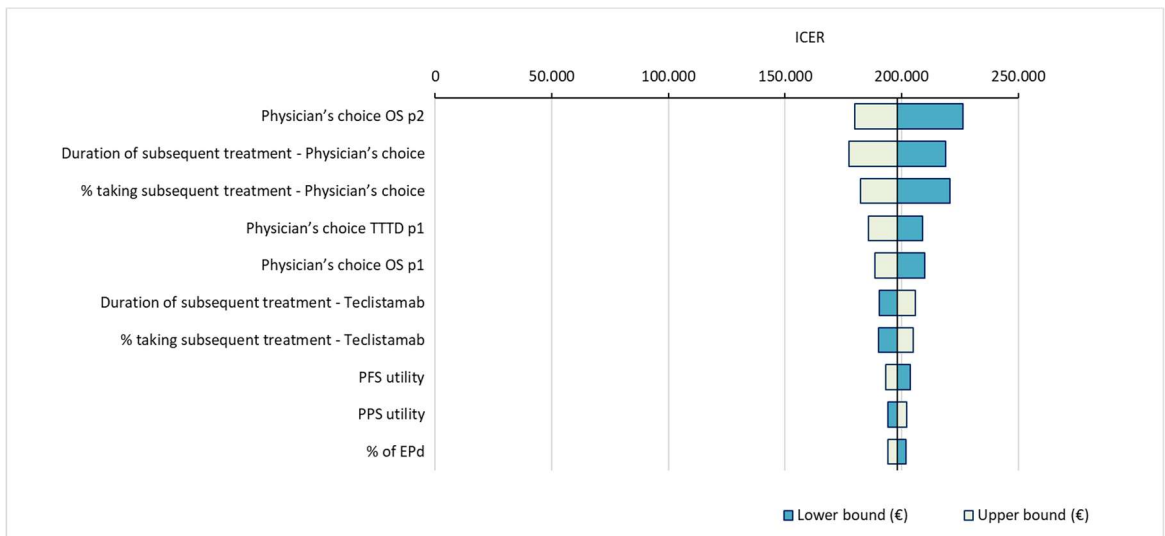 ICER
0 50.000 100.000 150.000 200.000 250.000
Physician’s choice OS p2
Duration of subsequent treatment - Physician’s choice
% taking subsequent treatment - Physician’s choice
Physician’s choice TTTD p1
Physician’s choice OS p1
Duration of subsequent treatment - Teclistamab
% taking subsequent treatment - Teclistamab
PFS utility
PPS utility
% of EPd
Lower bound (€) Upper bound (€)